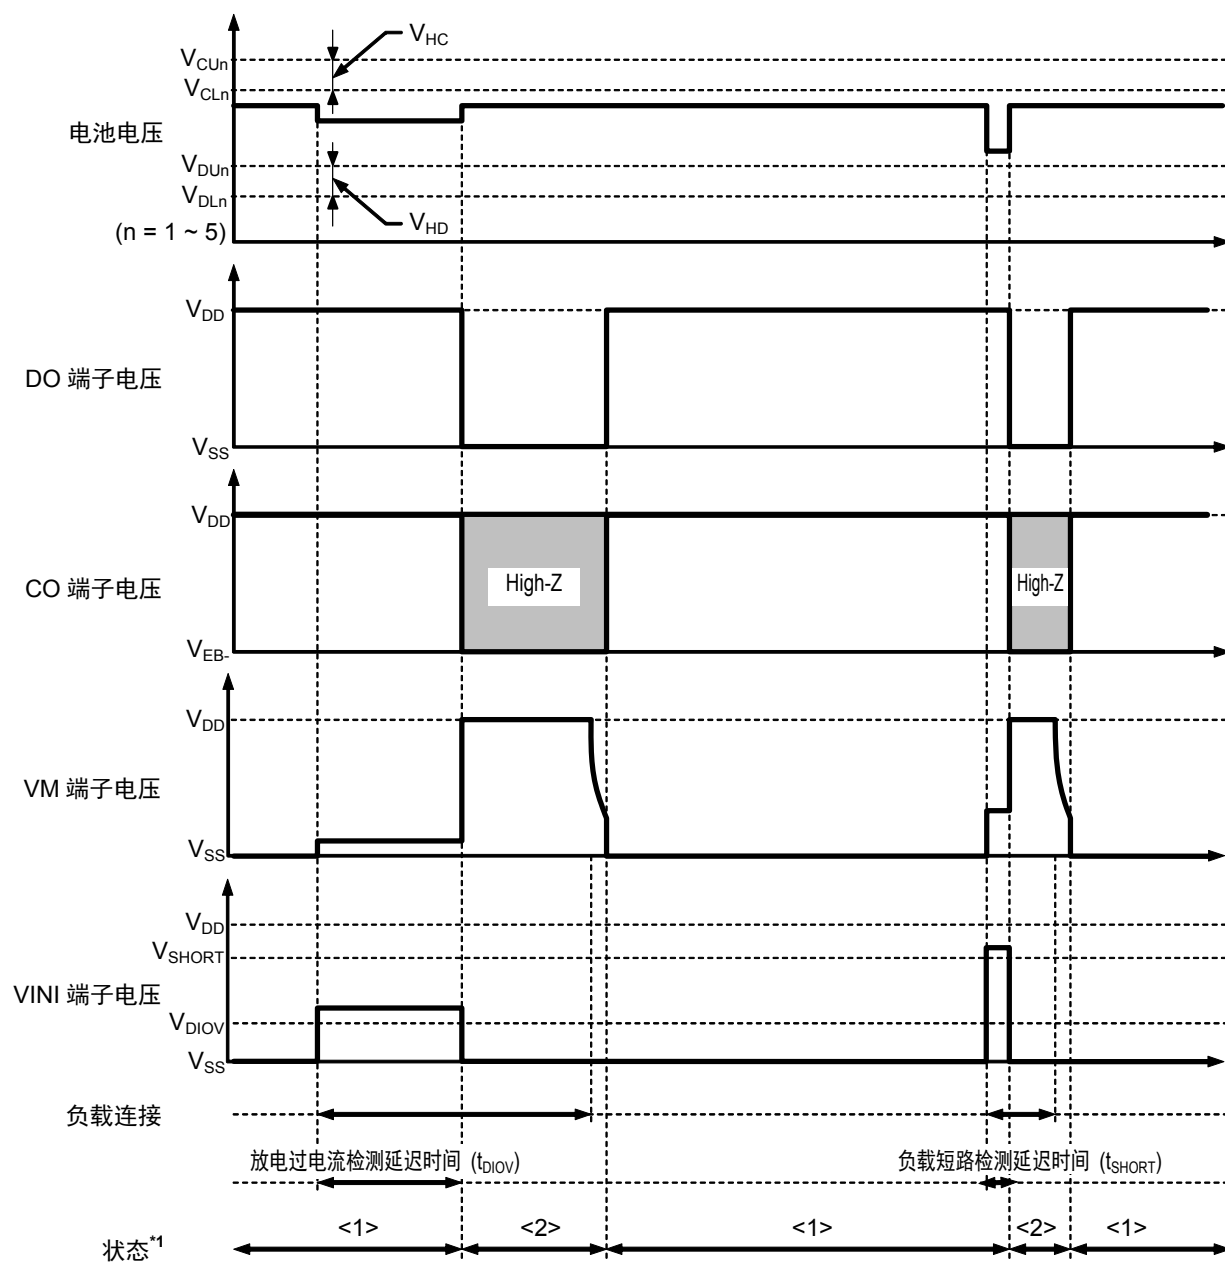 V_HC
V_CUn
V_CLn
电池电压
V_DUn
V_DLn
V_HD
(n = 1 ~ 5)
V_DD
DO 端子电压
V_SS
V_DD
CO 端子电压
High-Z
High-Z
V_EB-
V_DD
VM 端子电压
V_SS
V_DD
V_SHORT
VINI 端子电压
V_DIOV
V_SS
负载连接
放电过电流检测延迟时间 (t_DIOV)
负载短路检测延迟时间 (t_SHORT)
状态*1
<1>
<2>
<1>
<2>
<1>